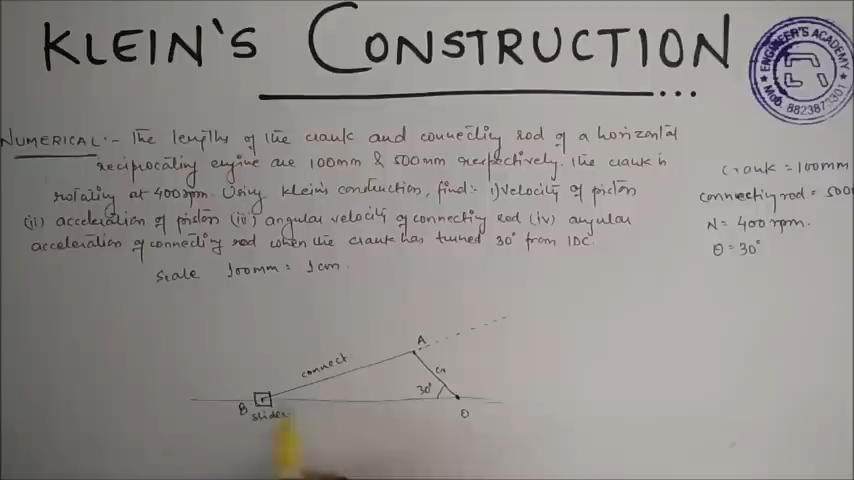 KLEIN'S CONSTRUCTION
ENGINEER'S ACADEMY
Mob. 8823873301
NUMERICAL:- The lengths of the crank and connecting rod of a horizontal
reciprocating engine are 100mm & 500mm respectively. The crank is
rotating at 400rpm. Using Klein's construction, find:- i) Velocity of piston
(ii) acceleration of piston (iii) angular velocity of connecting rod (iv) angular
acceleration of connecting rod when the crank has turned 30° from IDC.
Scale 100mm = 1cm.
Crank = 100mm
connecting rod = 500
N = 400 rpm.
θ = 30°
A
connect
Cr
30°
B
slider
O